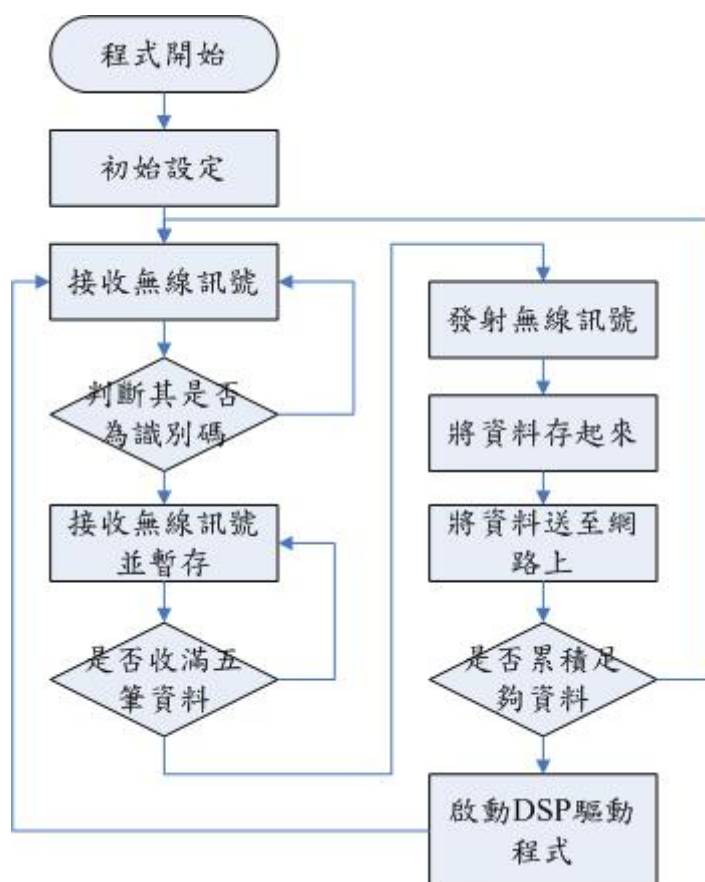 程式開始
初始設定
接收無線訊號
判斷其是否
為識別碼
接收無線訊號
並暫存
是否收滿五
筆資料
發射無線訊號
將資料存起來
將資料送至網
路上
是否累積足
夠資料
啟動DSP驅動
程式